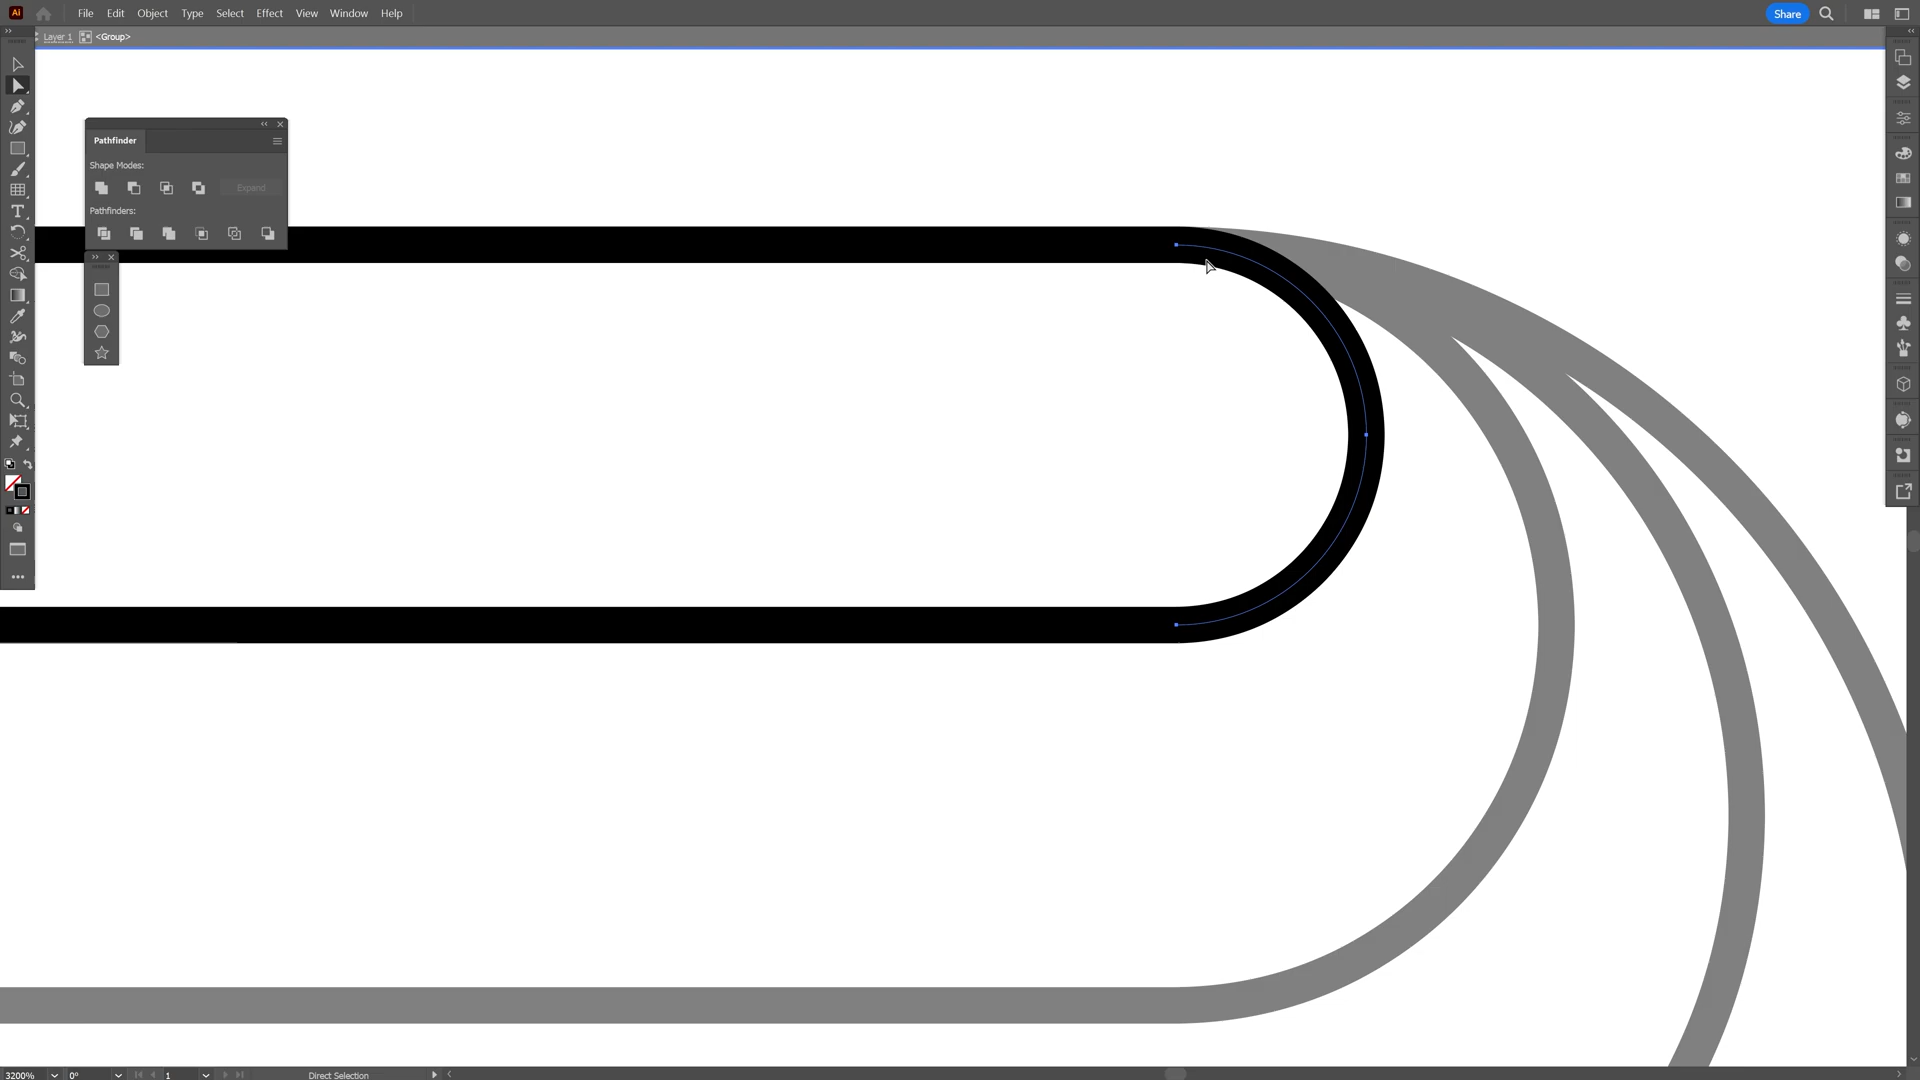 Ai File Edit Object Type Select Effect View Window Help Share
Layer 1 <Group>
Pathfinder
Shape Modes:
Expand
Pathfinders:
T
3200% 0° 1 Direct Selection